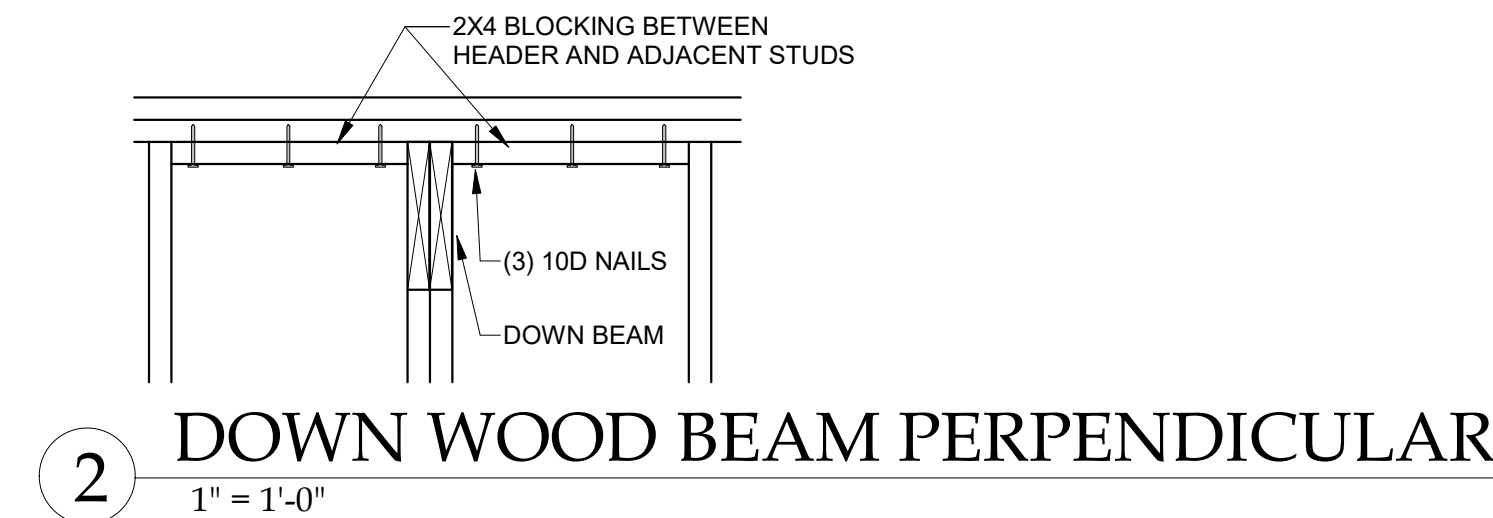 2X4 BLOCKING BETWEEN
HEADER AND ADJACENT STUDS
(3) 10D NAILS
DOWN BEAM
2
DOWN WOOD BEAM PERPENDICULAR
1" = 1'-0"